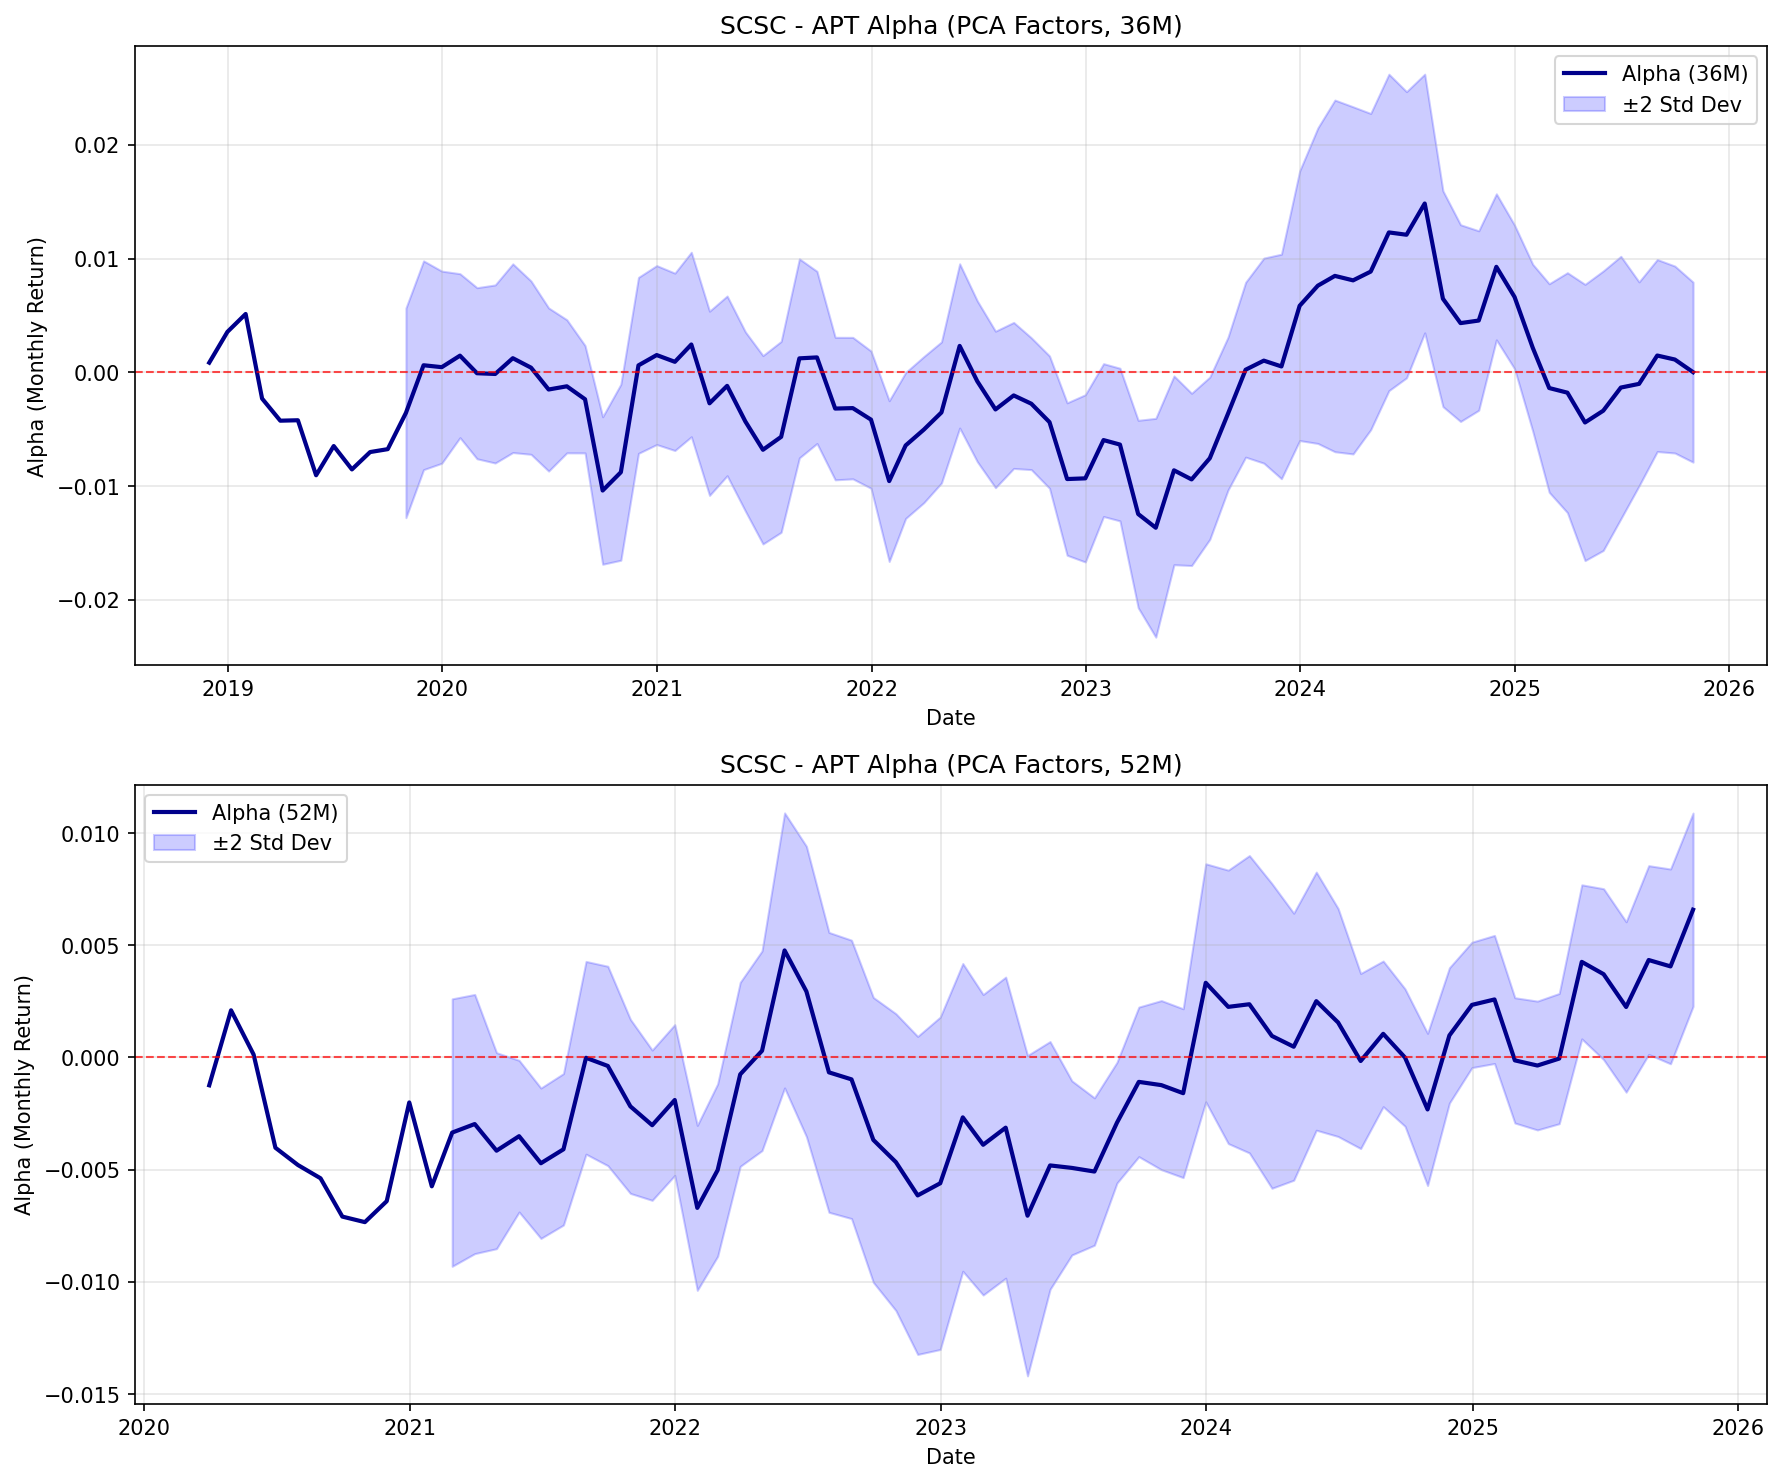 SCSC - APT Alpha (PCA Factors, 36M)
Alpha (36M)
±2 Std Dev
Alpha (Monthly Return)
0.02
0.01
0.00
−0.01
−0.02
2019 2020 2021 2022 2023 2024 2025 2026
Date
SCSC - APT Alpha (PCA Factors, 52M)
Alpha (52M)
±2 Std Dev
Alpha (Monthly Return)
0.010
0.005
0.000
−0.005
−0.010
−0.015
2020 2021 2022 2023 2024 2025 2026
Date